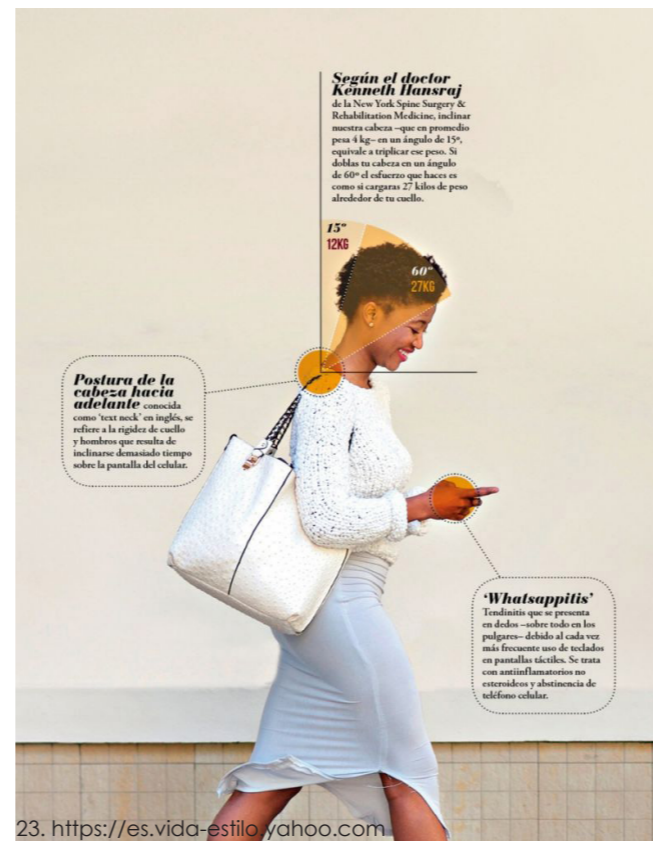 Según el doctor
Kenneth Hansraj
de la New York Spine Surgery &
Rehabilitation Medicine, inclinar
nuestra cabeza –que en promedio
pesa 4 kg– en un ángulo de 15º,
equivale a triplicar ese peso. Si
doblas tu cabeza en un ángulo
de 60º el esfuerzo que haces es
como si cargaras 27 kilos de peso
alrededor de tu cuello.
15º
12KG
60º
27KG
Postura de la
cabeza hacia
adelante conocida
como ‘text neck’ en inglés, se
refiere a la rigidez de cuello
y hombros que resulta de
inclinarse demasiado tiempo
sobre la pantalla del celular.
‘Whatsappitis’
Tendinitis que se presenta
en dedos –sobre todo en los
pulgares– debido al cada vez
más frecuente uso de teclados
en pantallas táctiles. Se trata
con antiinflamatorios no
esteroideos y abstinencia de
teléfono celular.
23. https://es.vida-estilo.yahoo.com